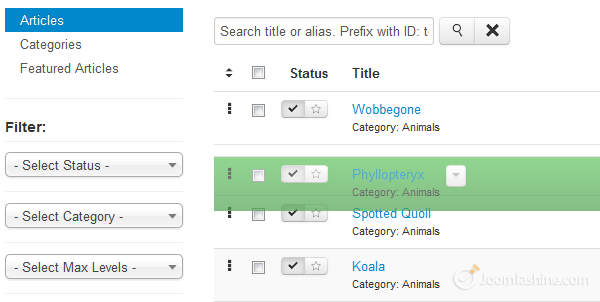 Articles
Categories
Featured Articles
Filter:
- Select Status -
- Select Category -
- Select Max Levels -
Search title or alias. Prefix with ID: t
Status Title
Wobbegone
Category: Animals
Phyllopteryx
Category: Animals
Spotted Quoll
Category: Animals
Koala
Category: Animals
Joomlashine.com